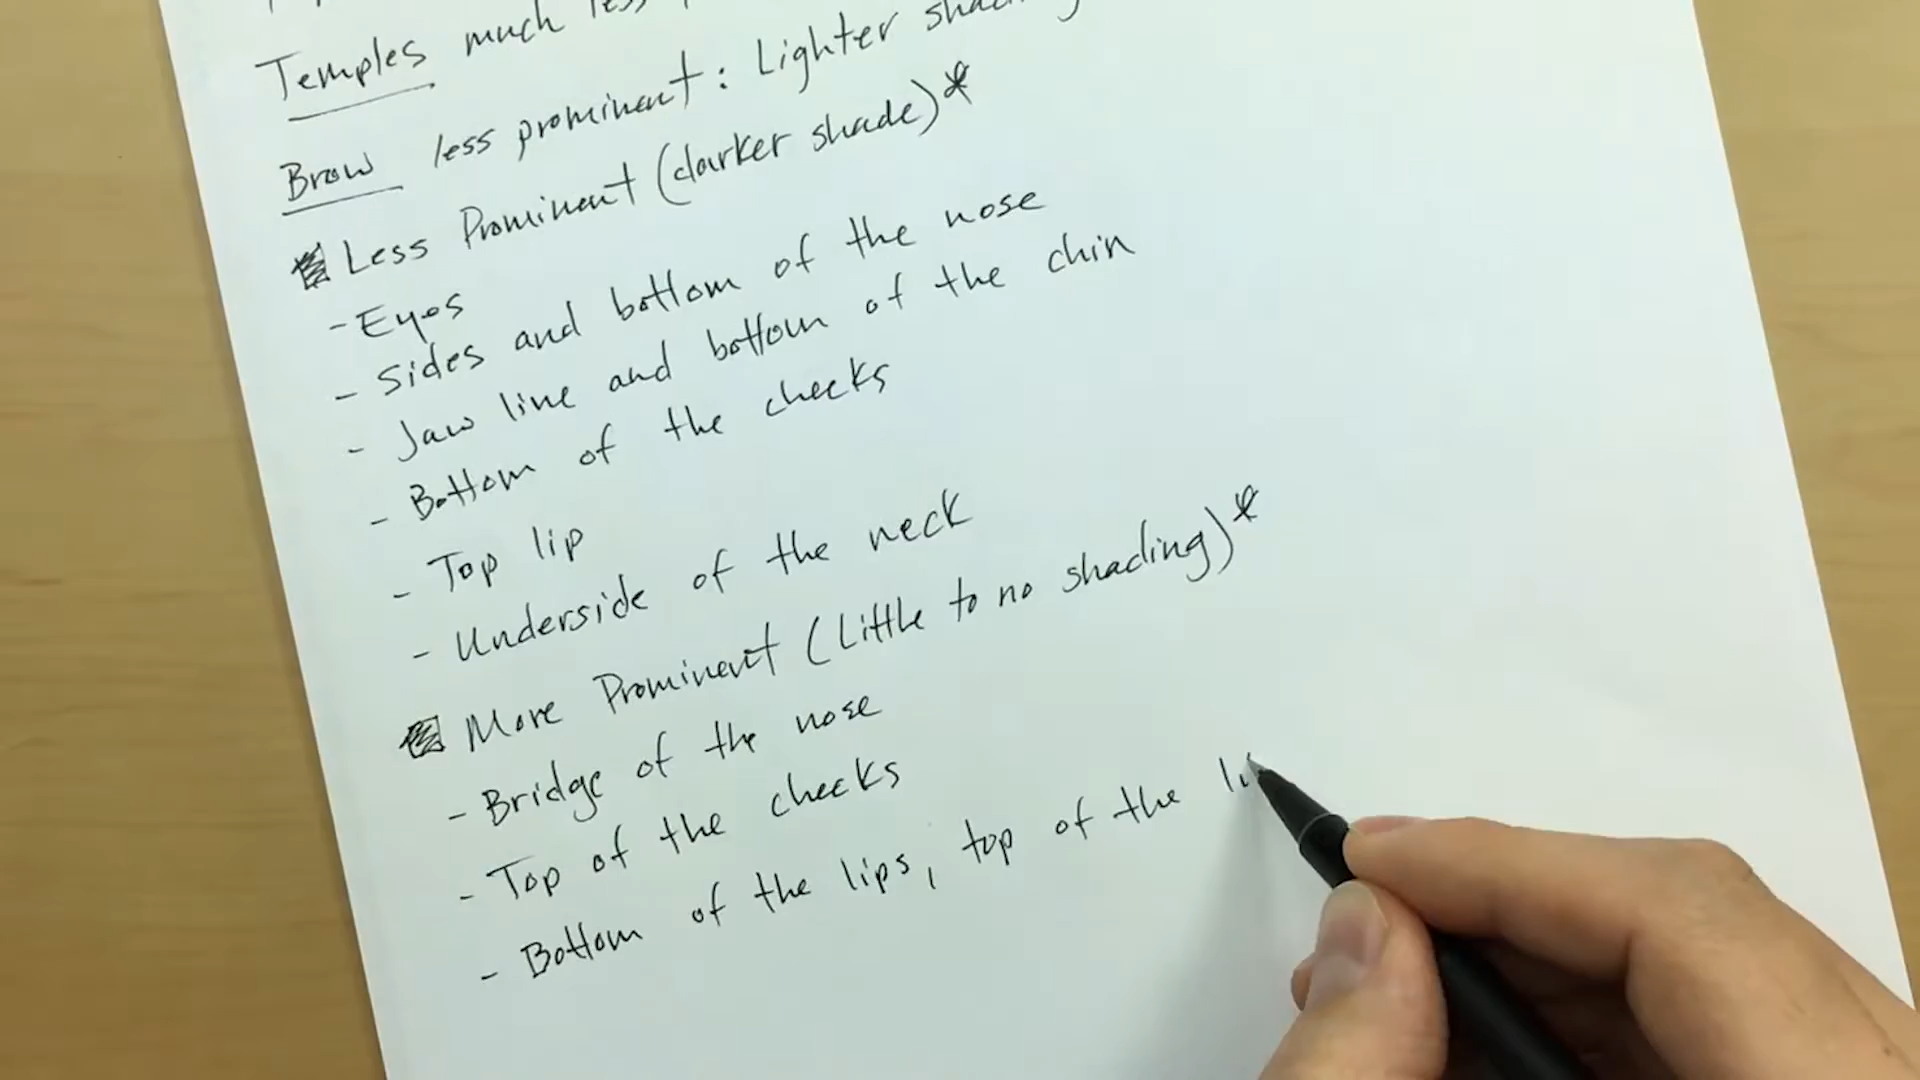 Temples much less
Brow less prominent: Lighter shading
Less Prominent (darker shade)*
- Eyes
- Sides and bottom of the nose
- Jaw line and bottom of the chin
- Bottom of the cheeks
- Top lip
- Underside of the neck
More Prominent (Little to no shading)*
- Bridge of the nose
- Top of the cheeks
- Bottom of the lips, top of the li